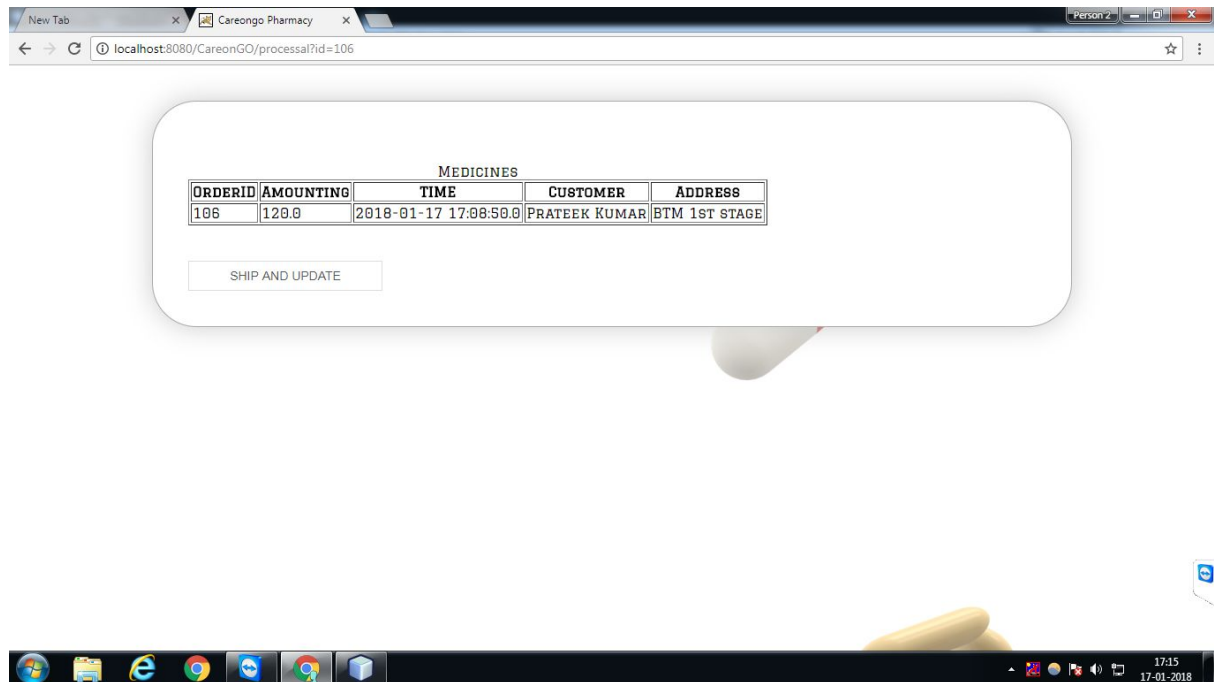 New Tab Careongo Pharmacy Person 2
localhost:8080/CareonGO/processal?id=106
Medicines
OrderID Amounting TIME Customer Address
106 120.0 2018-01-17 17:08:50.0 Prateek Kumar BTM 1st stage
SHIP AND UPDATE
17:15
17-01-2018